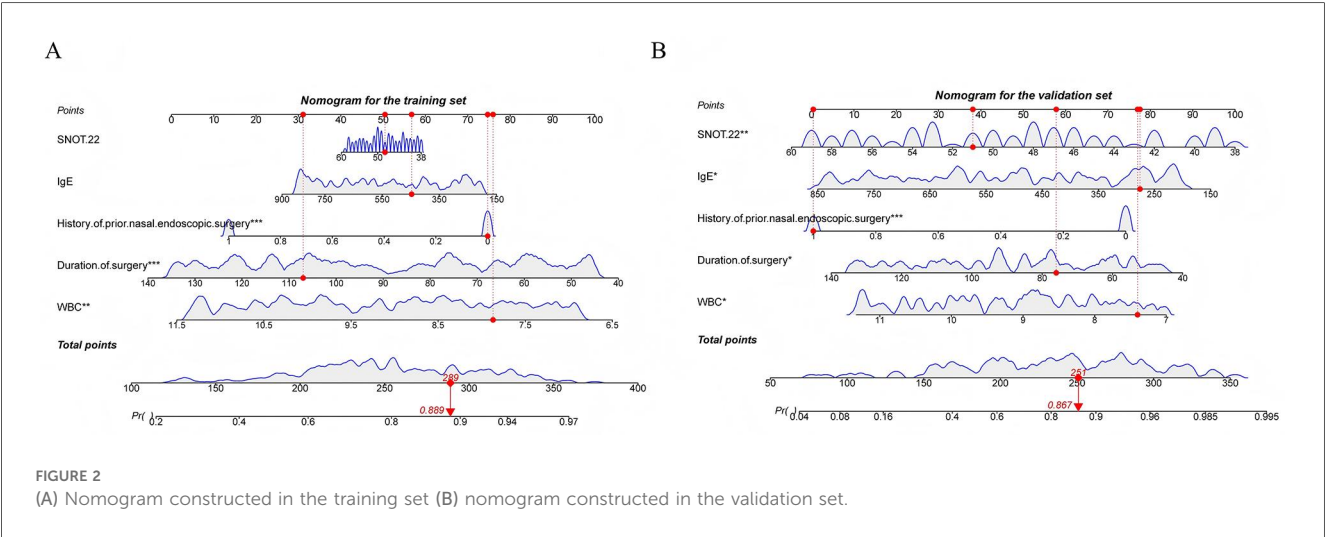 A
B
Nomogram for the training set
Points
0 10 20 30 40 50 60 70 80 90 100
SNOT.22
60 50 38
IgE
900 750 550 350 150
History.of.prior.nasal.endoscopic.surgery***
1 0.8 0.6 0.4 0.2 0
Duration.of.surgery***
140 130 120 110 100 90 80 70 60 50 40
WBC**
11.5 10.5 9.5 8.5 7.5 6.5
Total points
289
100 150 200 250 300 350 400
0.889
Pr( )
0.2 0.4 0.6 0.8 0.9 0.94 0.97
Nomogram for the validation set
Points
0 10 20 30 40 50 60 70 80 90 100
SNOT.22**
60 58 56 54 52 50 48 46 44 42 40 38
IgE*
850 750 650 550 450 350 250 150
History.of.prior.nasal.endoscopic.surgery***
1 0.8 0.6 0.4 0.2 0
Duration.of.surgery*
140 120 100 80 60 40
WBC*
11 10 9 8 7
Total points
251
50 100 150 200 250 300 350
0.867
Pr( )
0.04 0.08 0.16 0.4 0.6 0.8 0.9 0.96 0.985 0.995
FIGURE 2
(A) Nomogram constructed in the training set (B) nomogram constructed in the validation set.